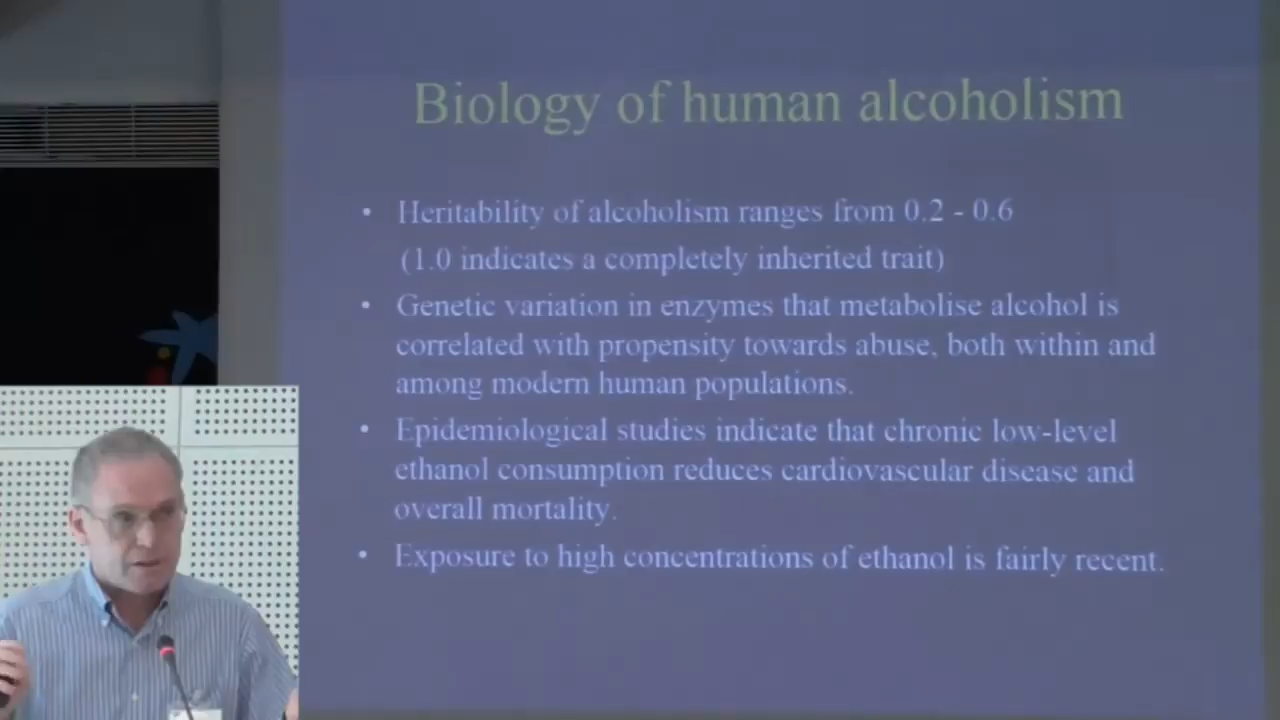 Biology of human alcoholism
• Heritability of alcoholism ranges from 0.2 - 0.6
(1.0 indicates a completely inherited trait)
• Genetic variation in enzymes that metabolise alcohol is
correlated with propensity towards abuse, both within and
among modern human populations.
• Epidemiological studies indicate that chronic low-level
ethanol consumption reduces cardiovascular disease and
overall mortality.
• Exposure to high concentrations of ethanol is fairly recent.